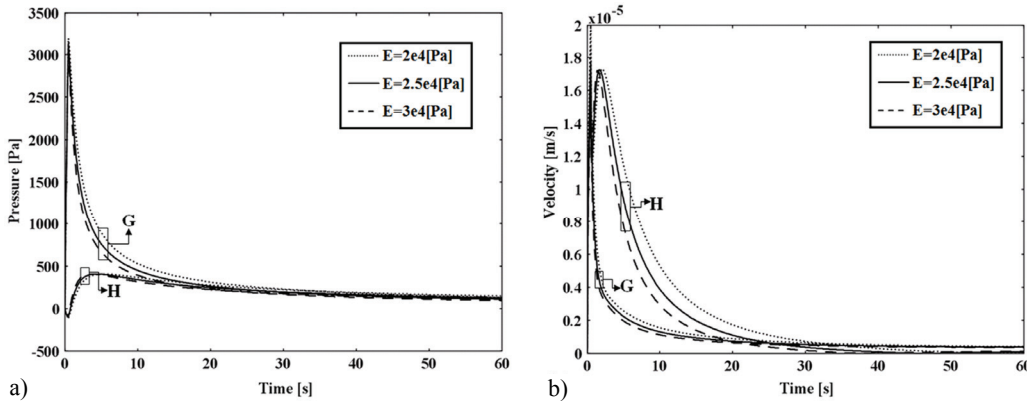 3500
3000
2500
2000
1500
1000
500
0
-500
Pressure [Pa]
E=2e4[Pa]
E=2.5e4[Pa]
E=3e4[Pa]
G
H
0 10 20 30 40 50 60
Time [s]
a)
x10^-5
2
1.8
1.6
1.4
1.2
1
0.8
0.6
0.4
0.2
0
Velocity [m/s]
E=2e4[Pa]
E=2.5e4[Pa]
E=3e4[Pa]
H
G
0 10 20 30 40 50 60
Time [s]
b)